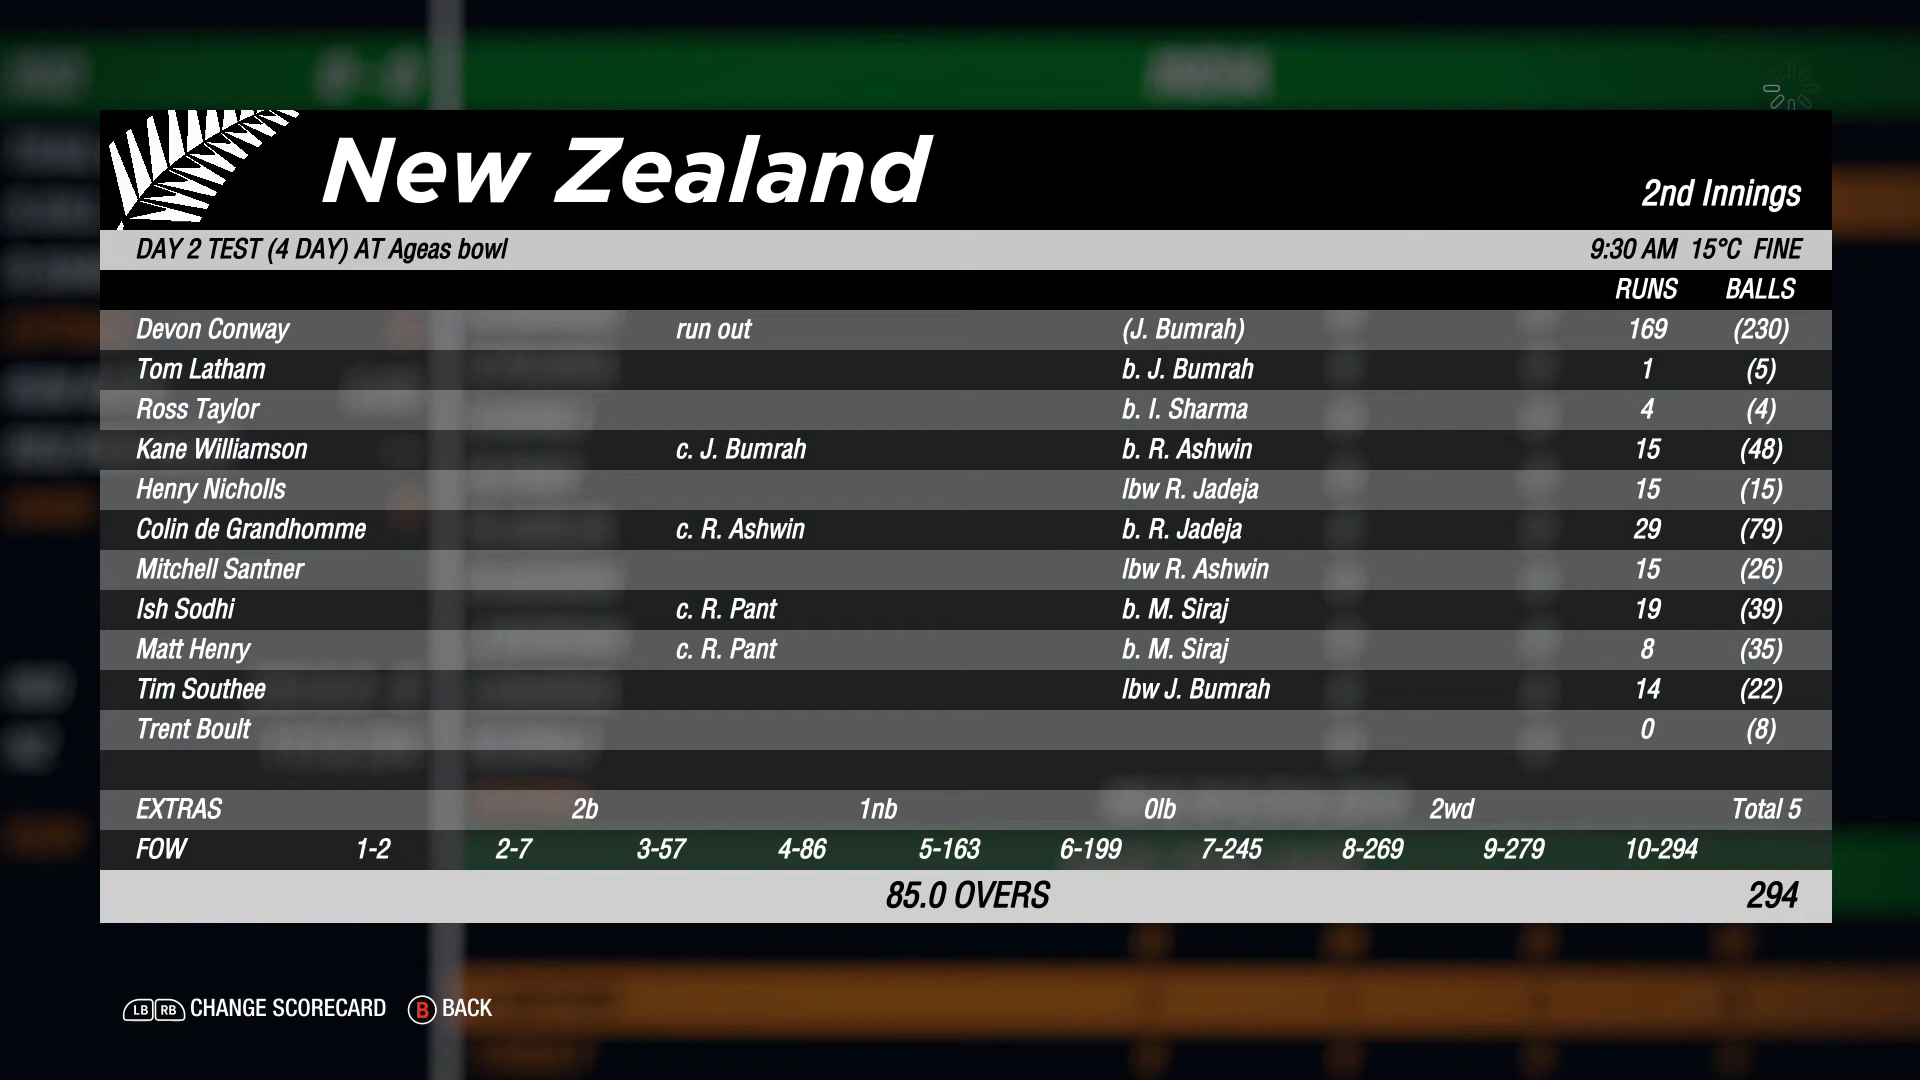 New Zealand
2nd Innings
DAY 2 TEST (4 DAY) AT Ageas bowl 9:30 AM 15°C FINE
RUNS BALLS
Devon Conway run out (J. Bumrah) 169 (230)
Tom Latham b. J. Bumrah 1 (5)
Ross Taylor b. I. Sharma 4 (4)
Kane Williamson c. J. Bumrah b. R. Ashwin 15 (48)
Henry Nicholls lbw R. Jadeja 15 (15)
Colin de Grandhomme c. R. Ashwin b. R. Jadeja 29 (79)
Mitchell Santner lbw R. Ashwin 15 (26)
Ish Sodhi c. R. Pant b. M. Siraj 19 (39)
Matt Henry c. R. Pant b. M. Siraj 8 (35)
Tim Southee lbw J. Bumrah 14 (22)
Trent Boult 0 (8)
EXTRAS 2b 1nb 0lb 2wd Total 5
FOW 1-2 2-7 3-57 4-86 5-163 6-199 7-245 8-269 9-279 10-294
85.0 OVERS 294
LB RB CHANGE SCORECARD B BACK